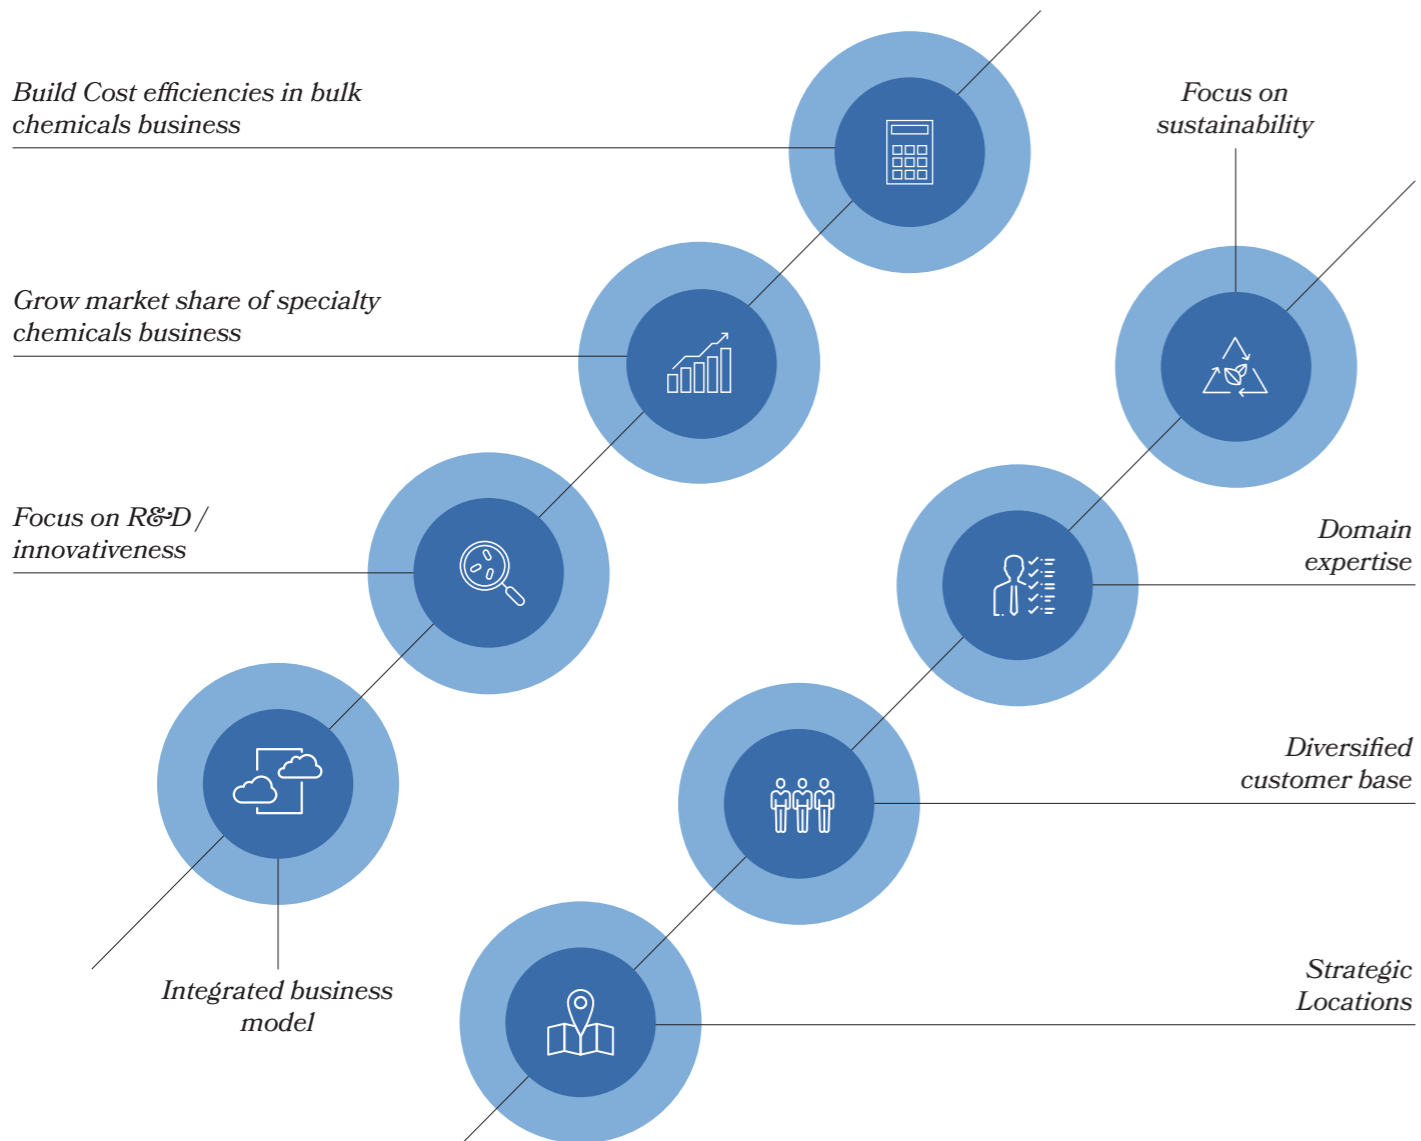 Build Cost efficiencies in bulk
chemicals business
Focus on
sustainability
Grow market share of specialty
chemicals business
Focus on R&D /
innovativeness
Domain
expertise
Diversified
customer base
Integrated business
model
Strategic
Locations